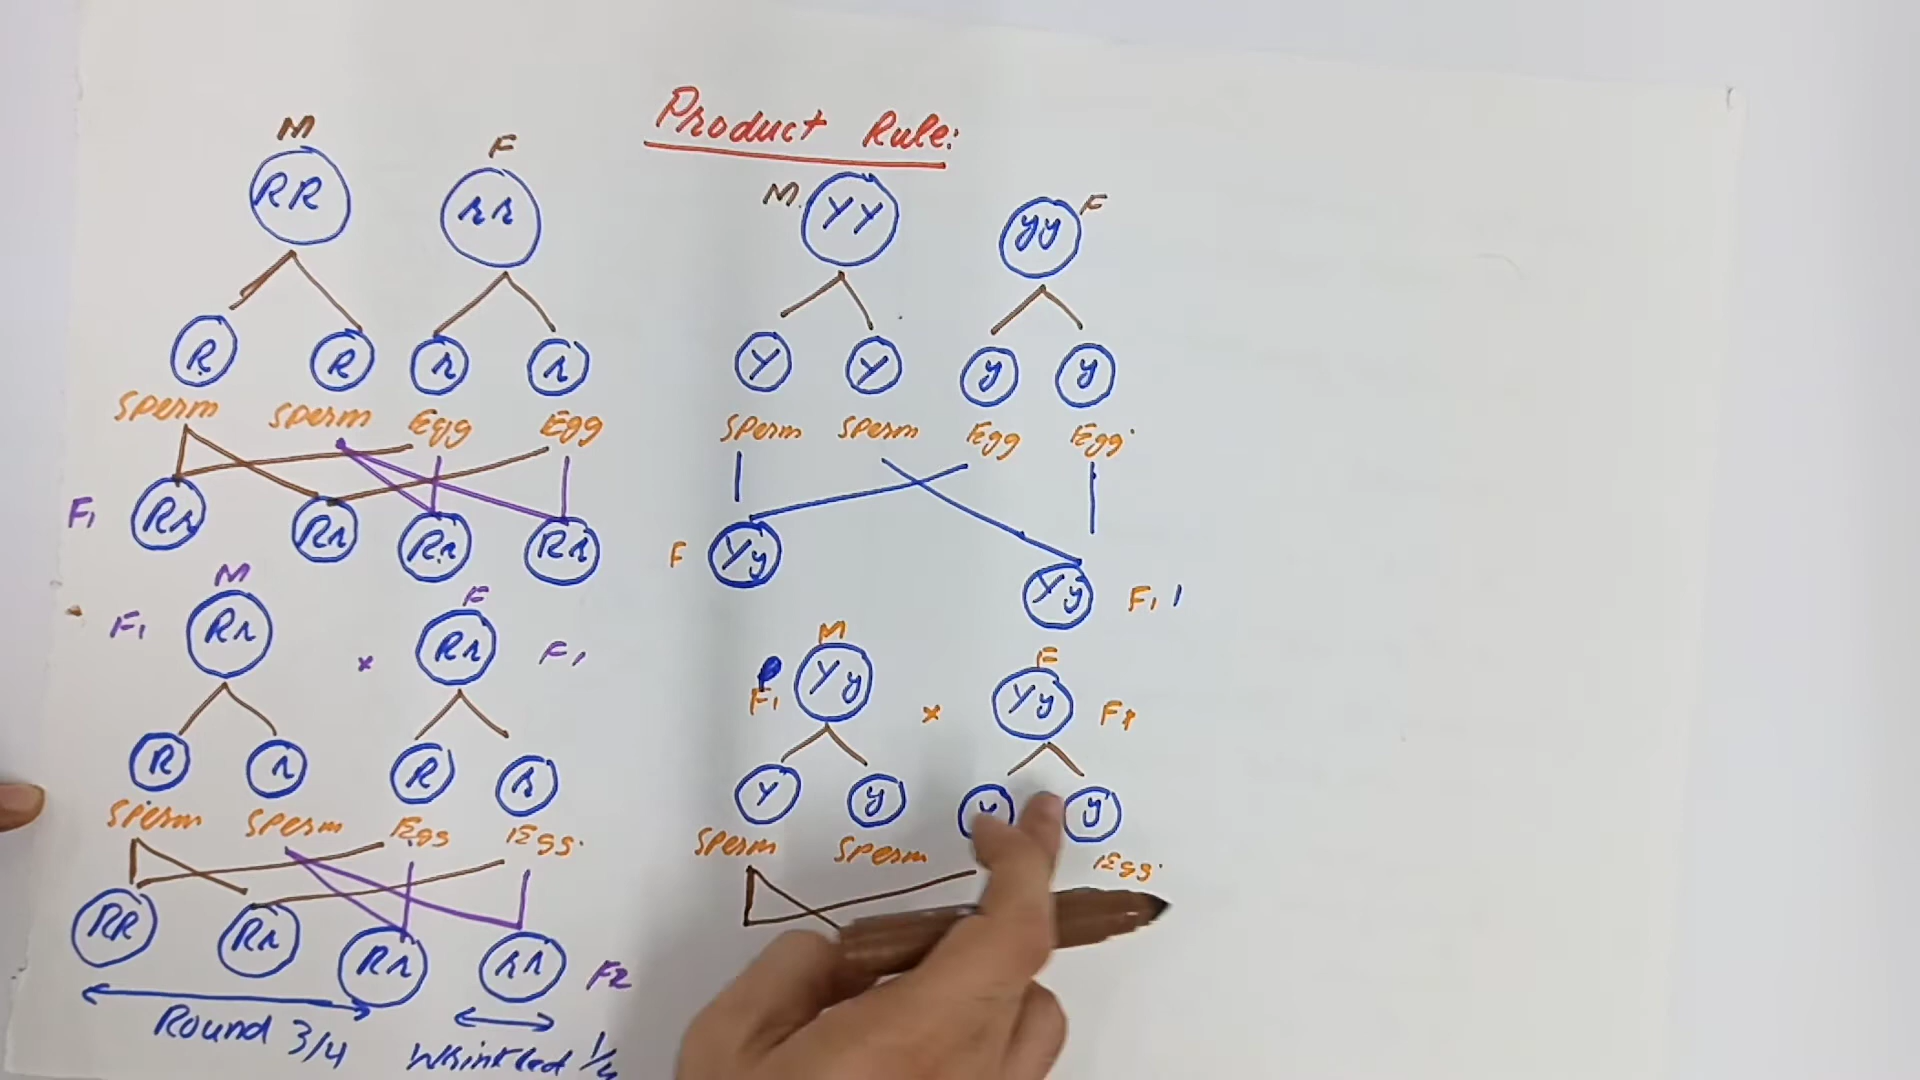 Product Rule:
M
RR
F
rr
R
R
r
r
Sperm
Sperm
Egg
Egg
F1
Rr
Rr
Rr
Rr
M
F1
Rr
x
F
Rr
F1
R
r
R
r
Sperm
Sperm
Egg
Egg.
RR
Rr
Rr
rr
F2
Round 3/4
Wrinkled 1/4
M.
YY
yy
F
Y
Y
y
y
Sperm
Sperm
Egg
Egg.
F
Yy
Yy
F1
M
F1
Yy
x
F
Yy
Y
y
y
Sperm
Sperm
Egg.